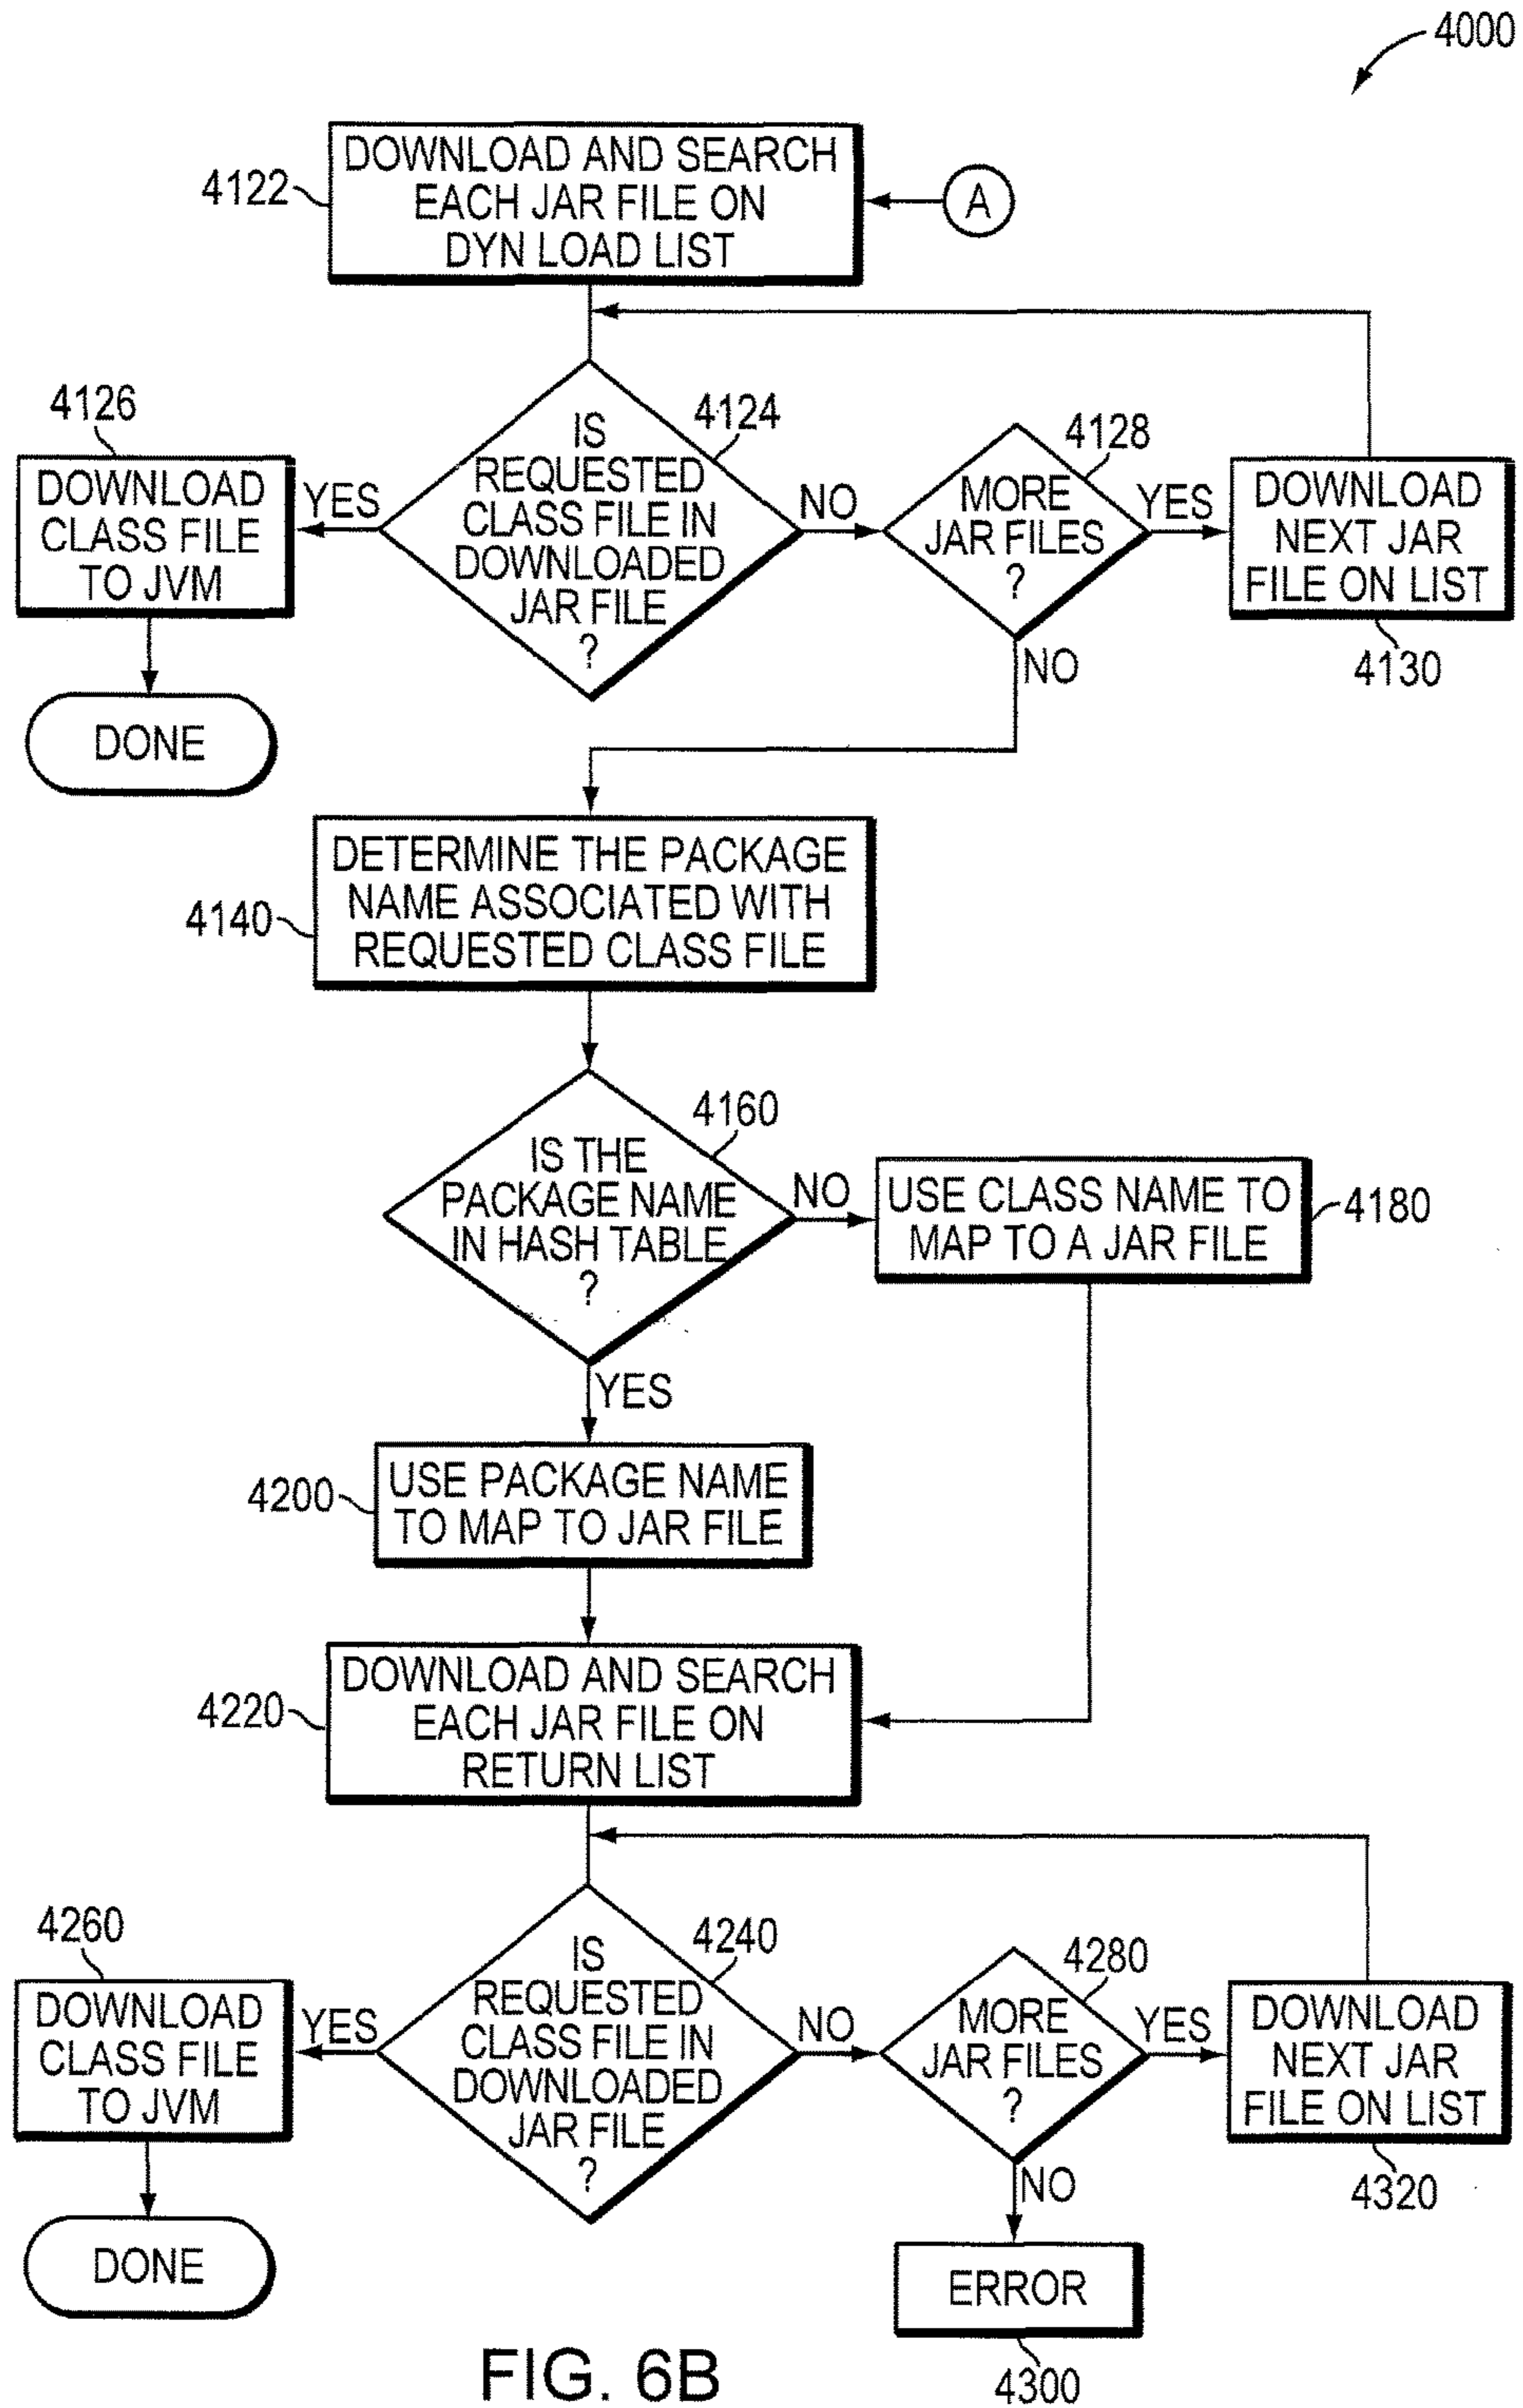 4000
DOWNLOAD AND SEARCH
EACH JAR FILE ON
DYN LOAD LIST
4122
A
4126
DOWNLOAD
CLASS FILE
TO JVM
YES
IS
REQUESTED
CLASS FILE IN
DOWNLOADED
JAR FILE
?
4124
NO
MORE
JAR FILES
?
4128
YES
DOWNLOAD
NEXT JAR
FILE ON LIST
4130
NO
DONE
DETERMINE THE PACKAGE
NAME ASSOCIATED WITH
REQUESTED CLASS FILE
4140
IS THE
PACKAGE NAME
IN HASH TABLE
?
4160
NO
USE CLASS NAME TO
MAP TO A JAR FILE
4180
YES
4200
USE PACKAGE NAME
TO MAP TO JAR FILE
4220
DOWNLOAD AND SEARCH
EACH JAR FILE ON
RETURN LIST
4260
DOWNLOAD
CLASS FILE
TO JVM
YES
IS
REQUESTED
CLASS FILE IN
DOWNLOADED
JAR FILE
?
4240
NO
MORE
JAR FILES
?
4280
YES
DOWNLOAD
NEXT JAR
FILE ON LIST
4320
NO
DONE
ERROR
4300
FIG. 6B